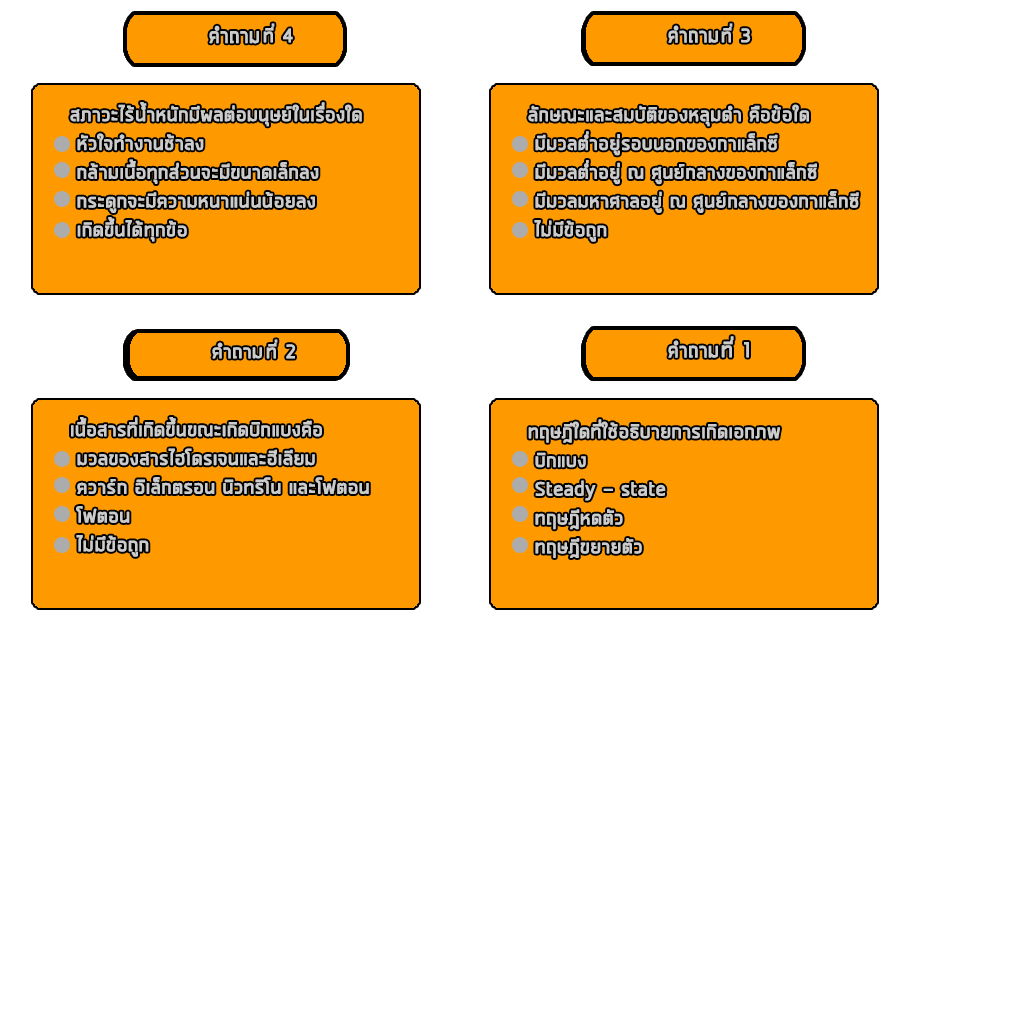 คำถามที่ 4
สภาวะไร้น้ำหนักมีผลต่อมนุษย์ในเรื่องใด
หัวใจทำงานช้าลง
กล้ามเนื้อทุกส่วนจะมีขนาดเล็กลง
กระดูกจะมีความหนาแน่นน้อยลง
เกิดขึ้นได้ทุกข้อ
คำถามที่ 3
ลักษณะและสมบัติของหลุมดำ คือข้อใด
มีมวลต่ำอยู่รอบนอกของกาแล็กซี
มีมวลต่ำอยู่ ณ ศูนย์กลางของกาแล็กซี
มีมวลมหาศาลอยู่ ณ ศูนย์กลางของกาแล็กซี
ไม่มีข้อถูก
คำถามที่ 2
เนื้อสารที่เกิดขึ้นขณะเกิดบิกแบงคือ
มวลของสารไฮโดรเจนและฮีเลียม
ควาร์ก อิเล็กตรอน นิวทริโน และโฟตอน
โฟตอน
ไม่มีข้อถูก
คำถามที่ 1
ทฤษฎีใดที่ใช้อธิบายการเกิดเอกภพ
บิกแบง
Steady – state
ทฤษฎีหดตัว
ทฤษฎีขยายตัว